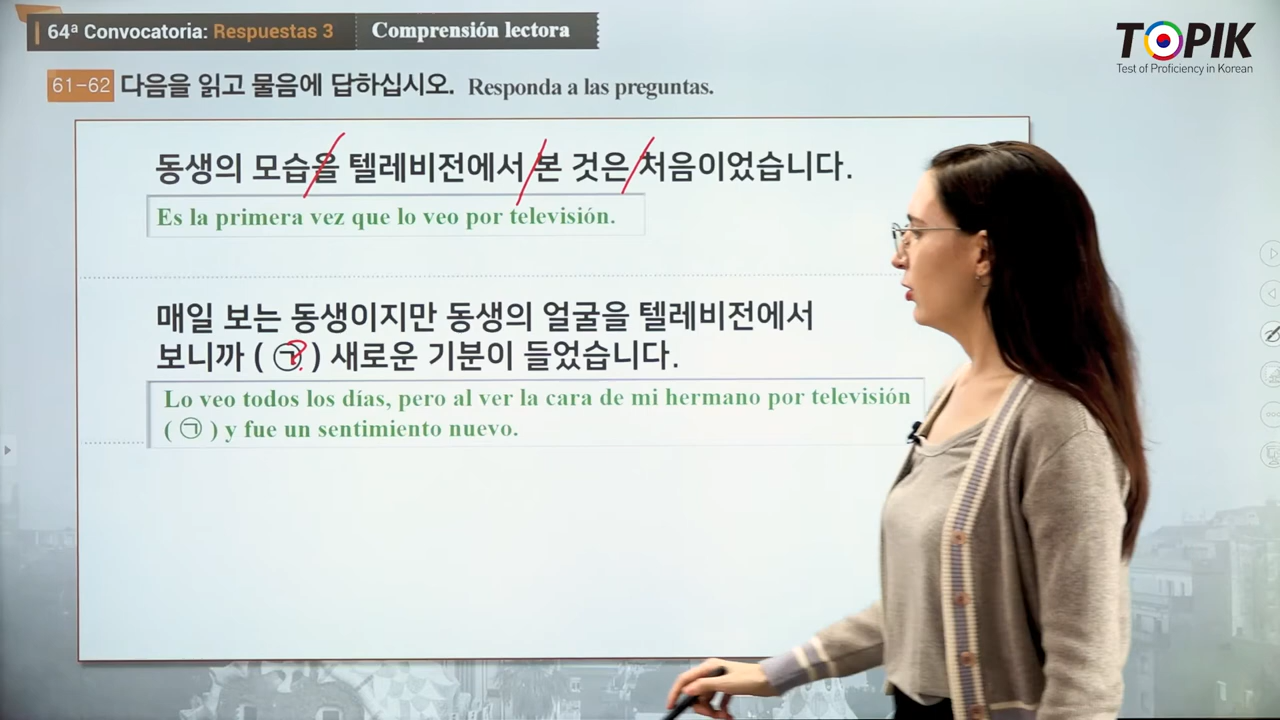 64ª Convocatoria: Respuestas 3 Comprensión lectora
TOPIK
Test of Proficiency in Korean
61-62 다음을 읽고 물음에 답하십시오. Responda a las preguntas.
동생의 모습을 텔레비전에서 본 것은 처음이었습니다.
Es la primera vez que lo veo por televisión.
매일 보는 동생이지만 동생의 얼굴을 텔레비전에서
보니까 ( ㉠ ) 새로운 기분이 들었습니다.
Lo veo todos los días, pero al ver la cara de mi hermano por televisión
( ㉠ ) y fue un sentimiento nuevo.